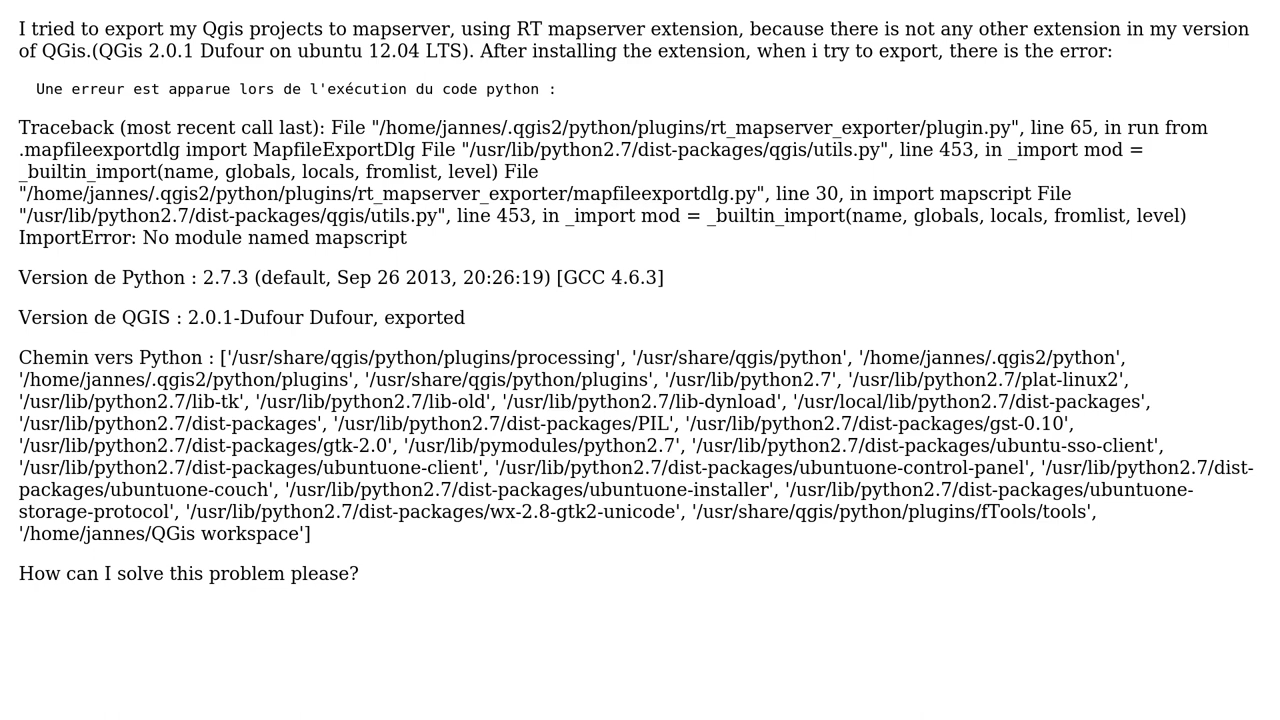 I tried to export my Qgis projects to mapserver, using RT mapserver extension, because there is not any other extension in my version
of QGis.(QGis 2.0.1 Dufour on ubuntu 12.04 LTS). After installing the extension, when i try to export, there is the error:
Une erreur est apparue lors de l'exécution du code python :
Traceback (most recent call last): File "/home/jannes/.qgis2/python/plugins/rt_mapserver_exporter/plugin.py", line 65, in run from
.mapfileexportdlg import MapfileExportDlg File "/usr/lib/python2.7/dist-packages/qgis/utils.py", line 453, in _import mod =
_builtin_import(name, globals, locals, fromlist, level) File
"/home/jannes/.qgis2/python/plugins/rt_mapserver_exporter/mapfileexportdlg.py", line 30, in import mapscript File
"/usr/lib/python2.7/dist-packages/qgis/utils.py", line 453, in _import mod = _builtin_import(name, globals, locals, fromlist, level)
ImportError: No module named mapscript
Version de Python : 2.7.3 (default, Sep 26 2013, 20:26:19) [GCC 4.6.3]
Version de QGIS : 2.0.1-Dufour Dufour, exported
Chemin vers Python : ['/usr/share/qgis/python/plugins/processing', '/usr/share/qgis/python', '/home/jannes/.qgis2/python',
'/home/jannes/.qgis2/python/plugins', '/usr/share/qgis/python/plugins', '/usr/lib/python2.7', '/usr/lib/python2.7/plat-linux2',
'/usr/lib/python2.7/lib-tk', '/usr/lib/python2.7/lib-old', '/usr/lib/python2.7/lib-dynload', '/usr/local/lib/python2.7/dist-packages',
'/usr/lib/python2.7/dist-packages', '/usr/lib/python2.7/dist-packages/PIL', '/usr/lib/python2.7/dist-packages/gst-0.10',
'/usr/lib/python2.7/dist-packages/gtk-2.0', '/usr/lib/pymodules/python2.7', '/usr/lib/python2.7/dist-packages/ubuntu-sso-client',
'/usr/lib/python2.7/dist-packages/ubuntuone-client', '/usr/lib/python2.7/dist-packages/ubuntuone-control-panel', '/usr/lib/python2.7/dist-
packages/ubuntuone-couch', '/usr/lib/python2.7/dist-packages/ubuntuone-installer', '/usr/lib/python2.7/dist-packages/ubuntuone-
storage-protocol', '/usr/lib/python2.7/dist-packages/wx-2.8-gtk2-unicode', '/usr/share/qgis/python/plugins/fTools/tools',
'/home/jannes/QGis workspace']
How can I solve this problem please?